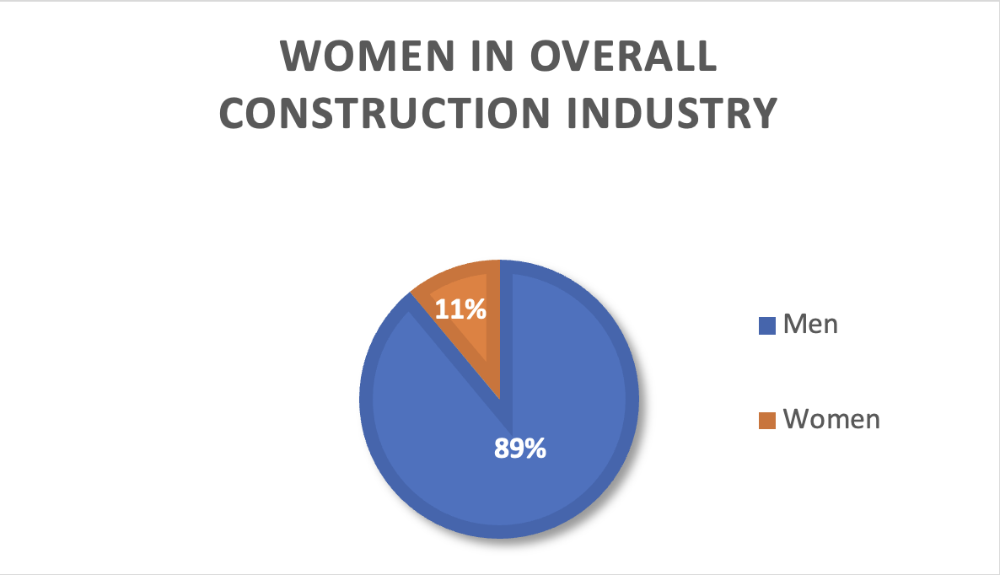 WOMEN IN OVERALL
CONSTRUCTION INDUSTRY
11%
Men
Women
89%